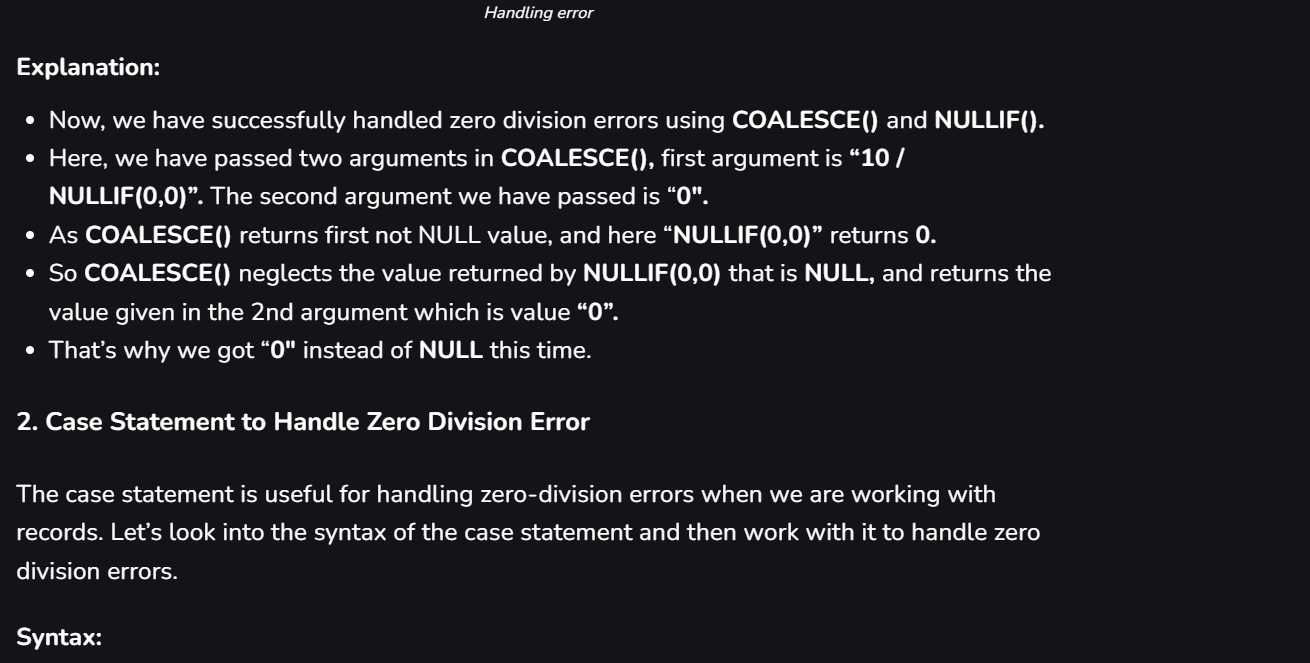 Handling error
Explanation:
• Now, we have successfully handled zero division errors using COALESCE() and NULLIF().
• Here, we have passed two arguments in COALESCE(), first argument is “10 /
NULLIF(0,0)”. The second argument we have passed is “0".
• As COALESCE() returns first not NULL value, and here “NULLIF(0,0)” returns 0.
• So COALESCE() neglects the value returned by NULLIF(0,0) that is NULL, and returns the
value given in the 2nd argument which is value “0”.
• That’s why we got “0" instead of NULL this time.
2. Case Statement to Handle Zero Division Error
The case statement is useful for handling zero-division errors when we are working with
records. Let’s look into the syntax of the case statement and then work with it to handle zero
division errors.
Syntax: